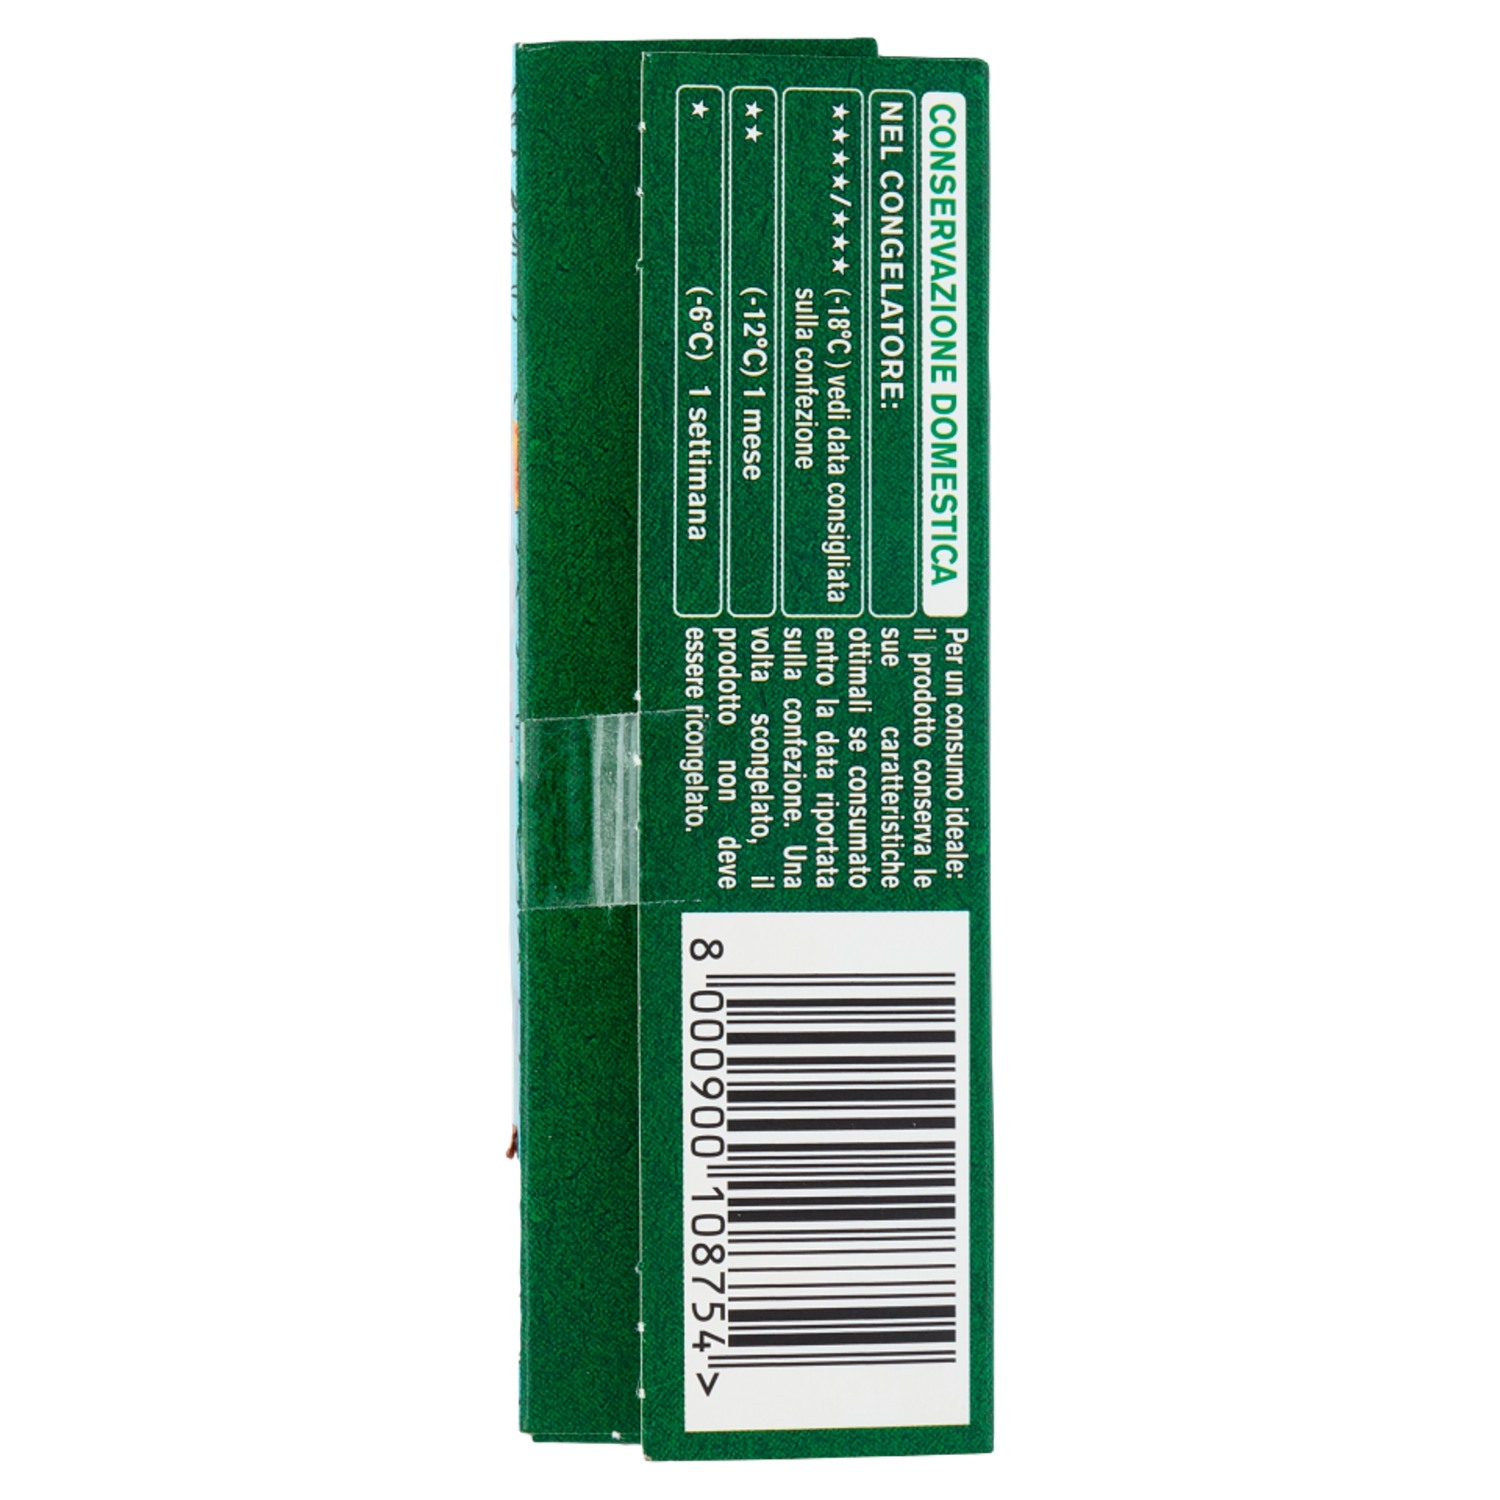 CONSERVAZIONE DOMESTICA
NEL CONGELATORE:
★★★★/★★★ (-18°C ) vedi data consigliata
sulla confezione
★★ (-12°C) 1 mese
★ (-6°C) 1 settimana
Per un consumo ideale:
il prodotto conserva le
sue caratteristiche
ottimali se consumato
entro la data riportata
sulla confezione. Una
volta scongelato, il
prodotto non deve
essere ricongelato.
8 000900 108754 >